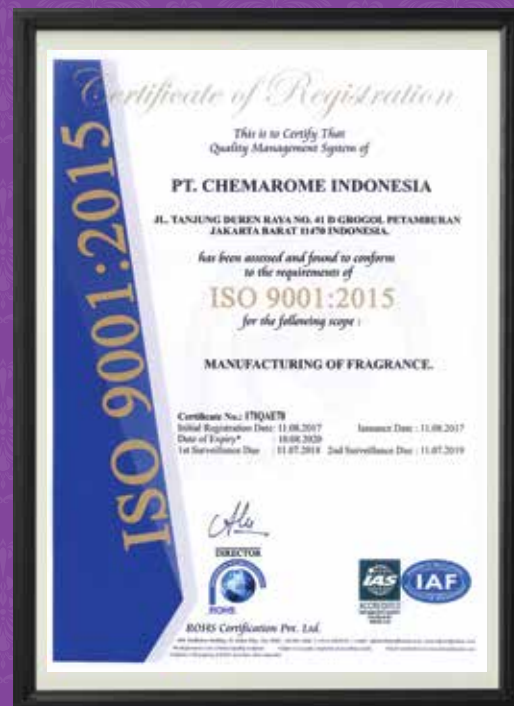 Certificate of Registration
This is to Certify That
Quality Management System of
PT. CHEMAROME INDONESIA
JL. TANJUNG DUREN RAYA NO. 41 D GROGOL PETAMBURAN
JAKARTA BARAT 11470 INDONESIA.
has been assessed and found to conform
to the requirements of
ISO 9001:2015
for the following scope :
MANUFACTURING OF FRAGRANCE.
Certificate No.: 171QAE78
Initial Registration Date: 11.08.2017 Issuance Date : 11.08.2017
Date of Expiry* : 10.08.2020
1st Surveillance Due : 11.07.2018 2nd Surveillance Due : 11.07.2019
DIRECTOR
ROHS
ROHS Certification Pvt. Ltd.
IAS
ACCREDITED
IAF
ISO 9001:2015